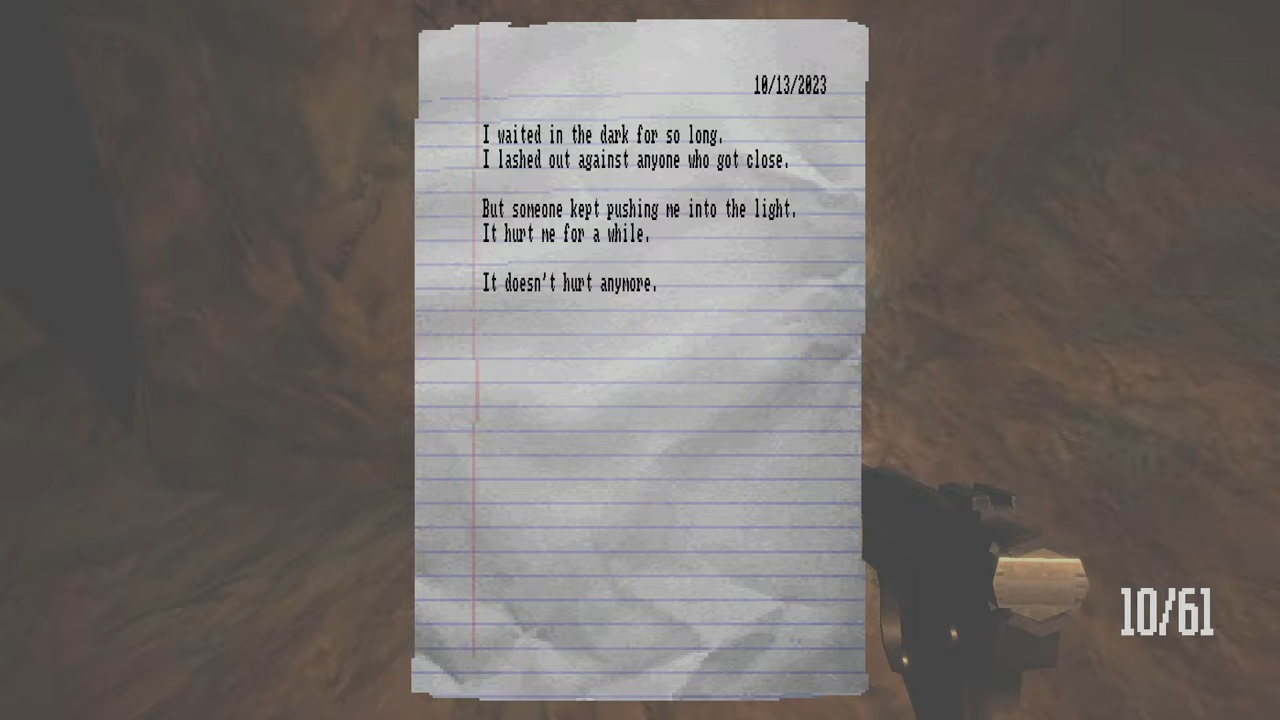 10/13/2023
I waited in the dark for so long.
I lashed out against anyone who got close.
But someone kept pushing me into the light.
It hurt me for a while.
It doesn't hurt anymore.
10/61